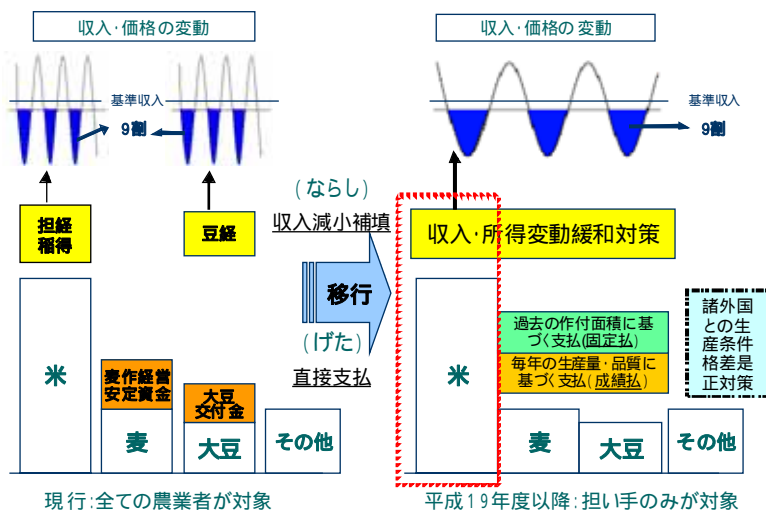 収入・価格の変動
基準収入
9割
担経
稲得
豆経
米
麦作経営
安定資金
麦
大豆
交付金
大豆
その他
現行:全ての農業者が対象
(ならし)
収入減小補填
移行
(げた)
直接支払
収入・価格の変動
基準収入
9割
収入・所得変動緩和対策
米
過去の作付面積に基
づく支払(固定払)
毎年の生産量・品質に
基づく支払(成績払)
麦
大豆
その他
諸外国
との生
産条件
格差是
正対策
平成19年度以降:担い手のみが対象